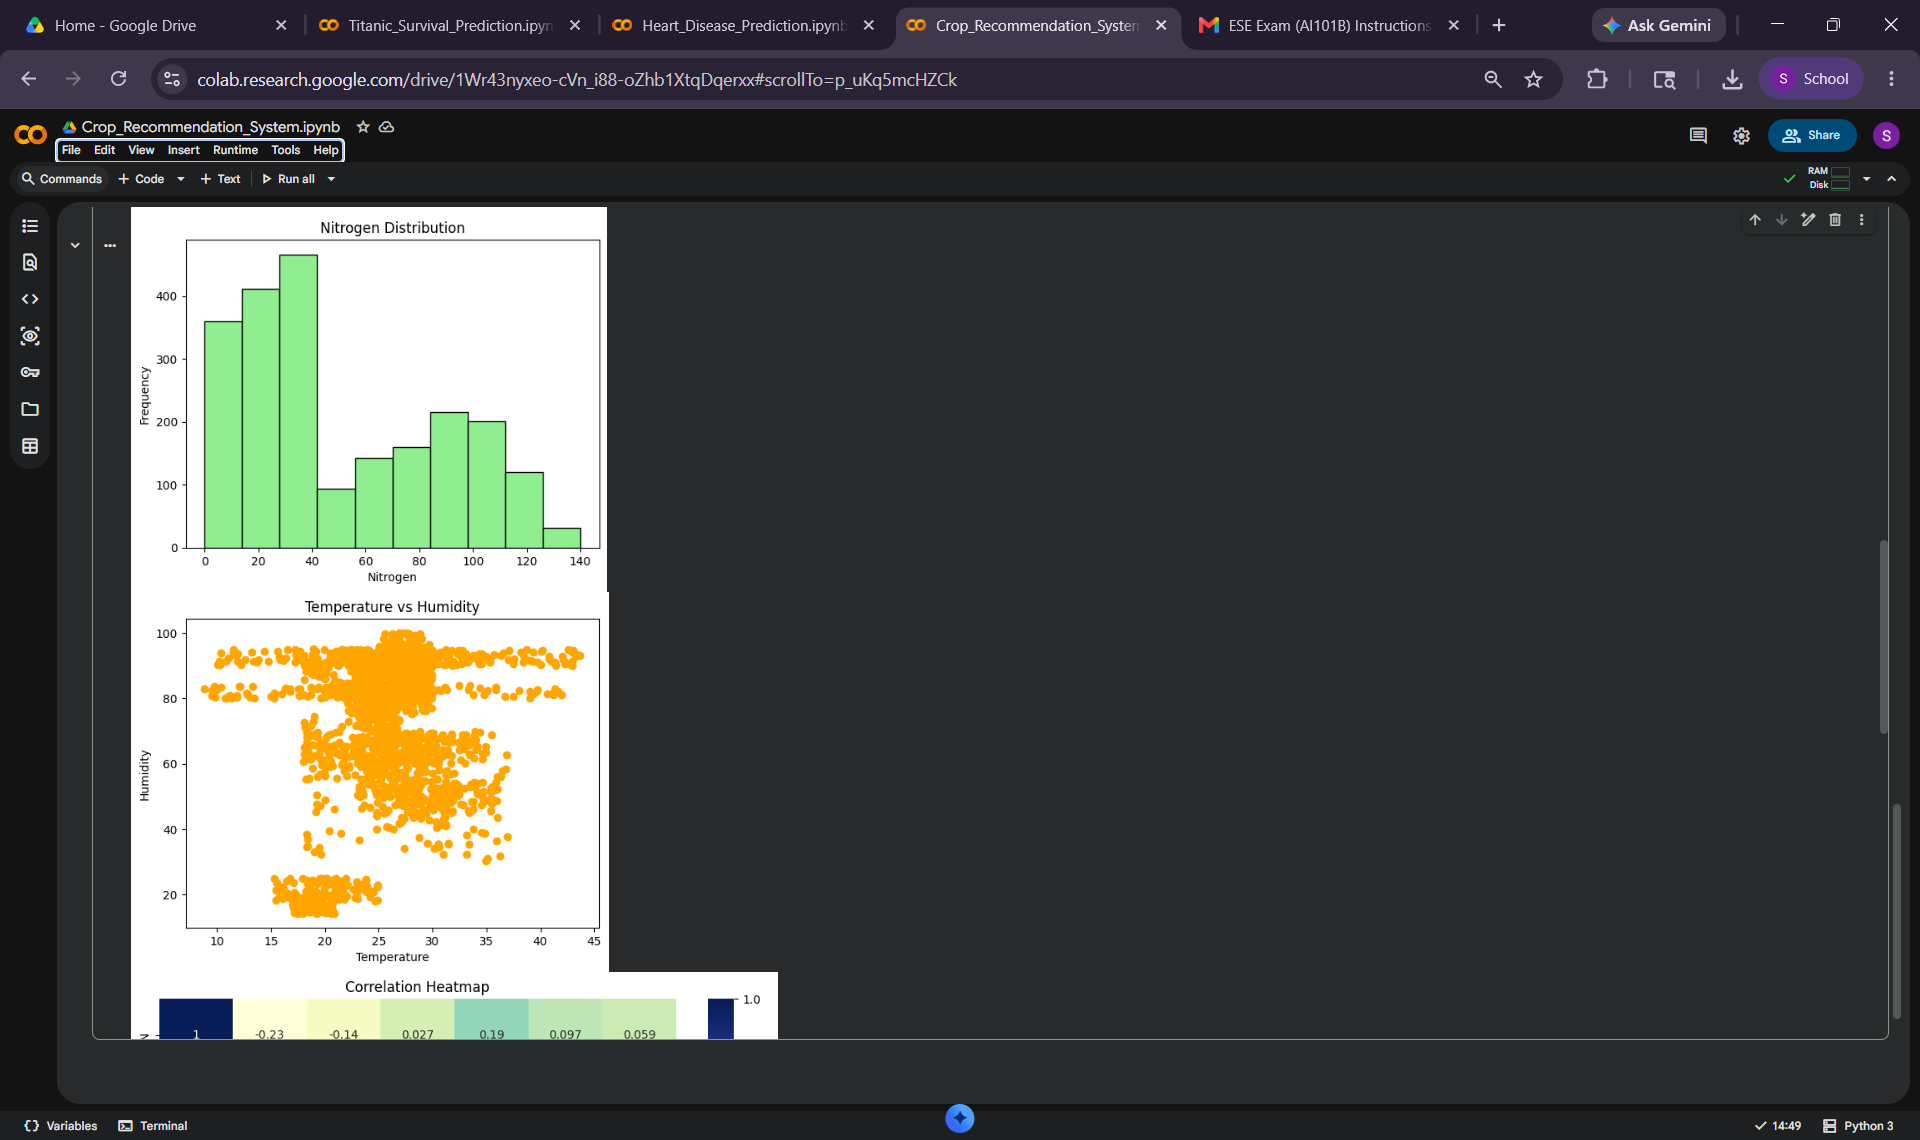 Home - Google Drive
Titanic_Survival_Prediction.ipyn
Heart_Disease_Prediction.ipynb
Crop_Recommendation_System
ESE Exam (AI101B) Instructions
Ask Gemini
colab.research.google.com/drive/1Wr43nyxeo-cVn_i88-oZhb1XtqDqerxx#scrollTo=p_uKq5mcHZCk
S School
Crop_Recommendation_System.ipynb
File Edit View Insert Runtime Tools Help
Share
S
Commands + Code + Text Run all
RAM
Disk
Nitrogen Distribution
400
300
200
100
0
Frequency
0 20 40 60 80 100 120 140
Nitrogen
Temperature vs Humidity
100
80
60
40
20
Humidity
10 15 20 25 30 35 40 45
Temperature
Correlation Heatmap
1.0
N
1 -0.23 -0.14 0.027 0.19 0.097 0.059
Variables Terminal
14:49 Python 3